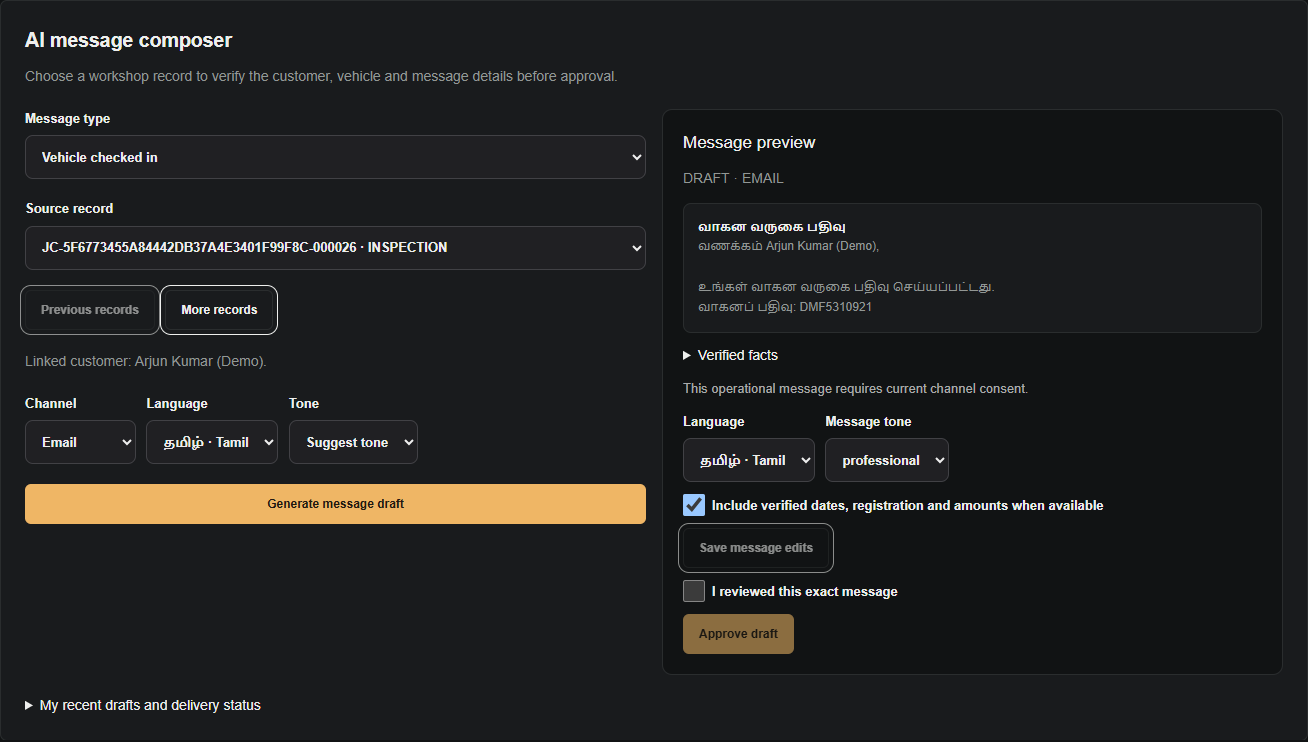 AI message composer
Choose a workshop record to verify the customer, vehicle and message details before approval.
Message type
Vehicle checked in
Source record
JC-5F6773455A84442DB37A4E3401F99F8C-000026 · INSPECTION
Previous records
More records
Linked customer: Arjun Kumar (Demo).
Channel
Language
Tone
Email
தமிழ் · Tamil
Suggest tone
Generate message draft
Message preview
DRAFT · EMAIL
வாகன வருகை பதிவு
வணக்கம் Arjun Kumar (Demo),
உங்கள் வாகன வருகை பதிவு செய்யப்பட்டது.
வாகனப் பதிவு: DMF5310921
Verified facts
This operational message requires current channel consent.
Language
Message tone
தமிழ் · Tamil
professional
Include verified dates, registration and amounts when available
Save message edits
I reviewed this exact message
Approve draft
My recent drafts and delivery status